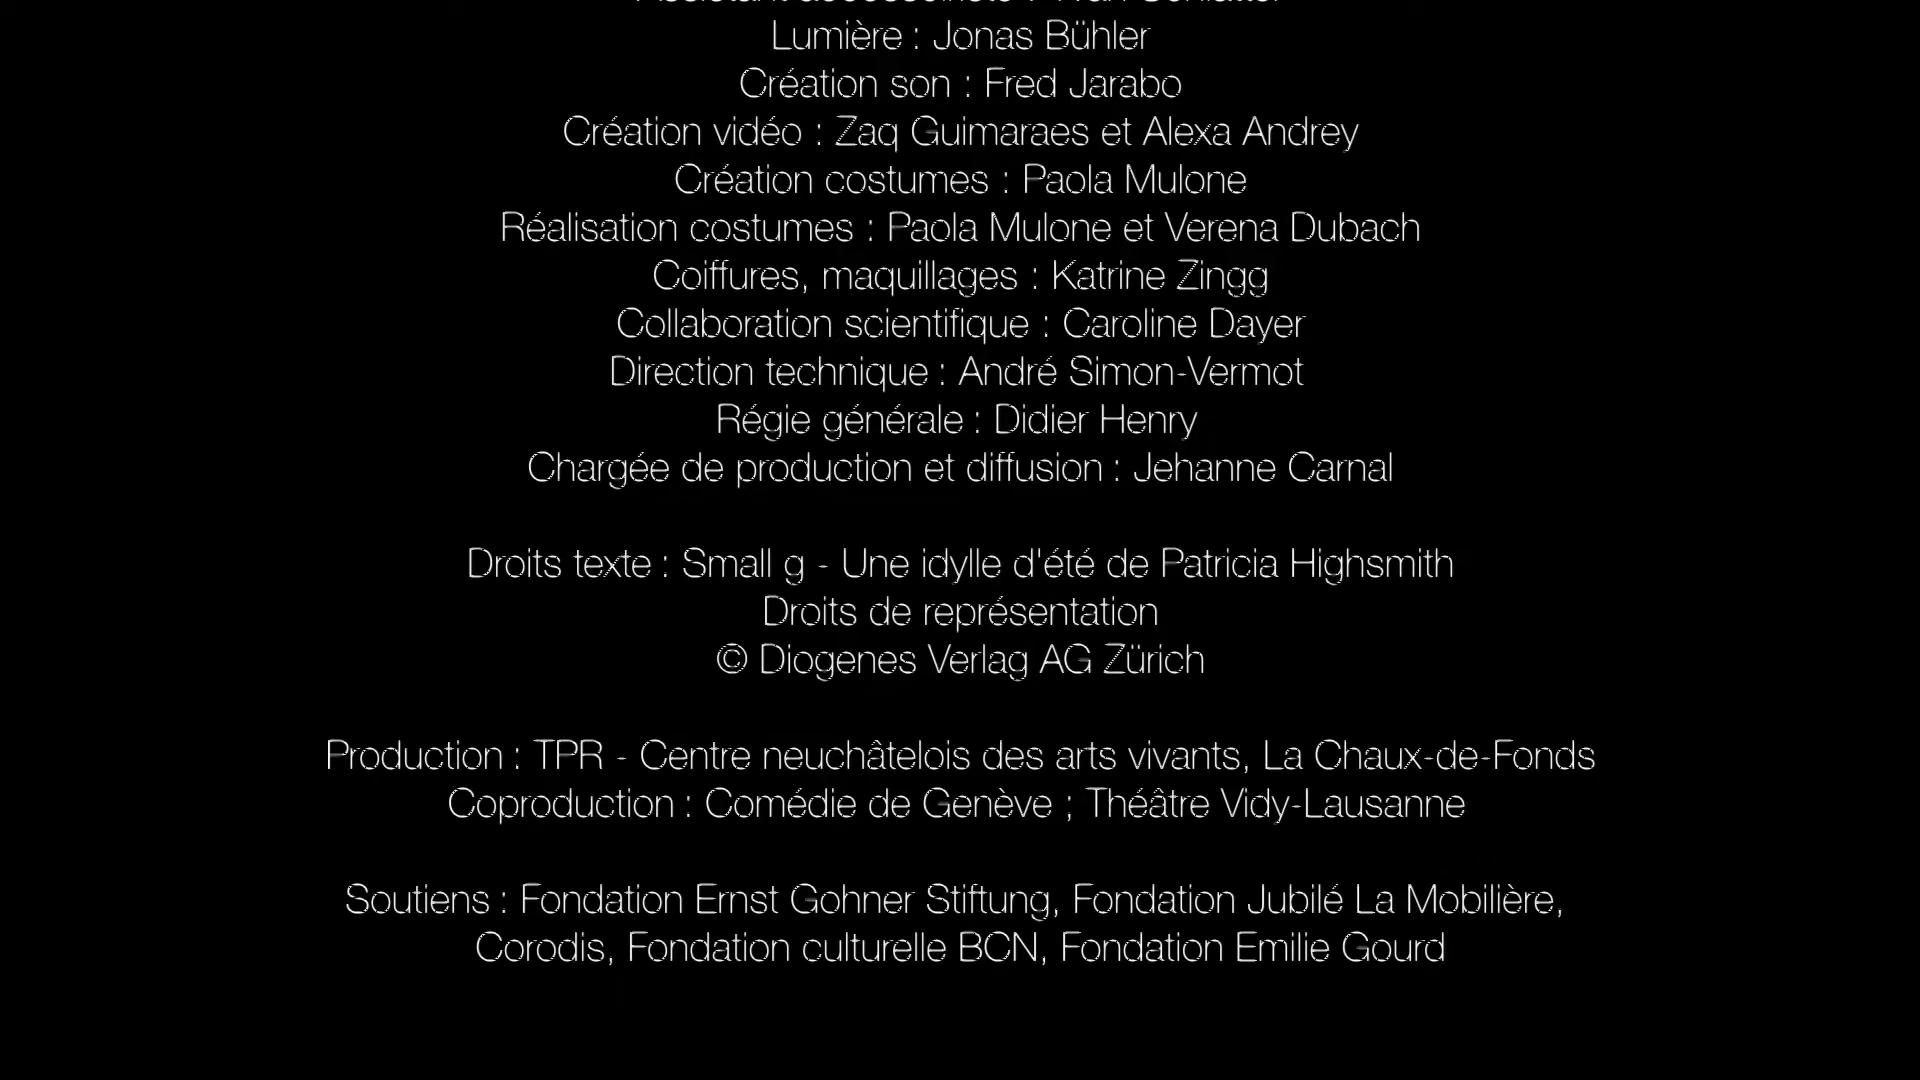 Lumière : Jonas Bühler
Création son : Fred Jarabo
Création vidéo : Zaq Guimaraes et Alexa Andrey
Création costumes : Paola Mulone
Réalisation costumes : Paola Mulone et Verena Dubach
Coiffures, maquillages : Katrine Zingg
Collaboration scientifique : Caroline Dayer
Direction technique : André Simon-Vermot
Régie générale : Didier Henry
Chargée de production et diffusion : Jehanne Carnal
Droits texte : Small g - Une idylle d'été de Patricia Highsmith
Droits de représentation
© Diogenes Verlag AG Zürich
Production : TPR - Centre neuchâtelois des arts vivants, La Chaux-de-Fonds
Coproduction : Comédie de Genève ; Théâtre Vidy-Lausanne
Soutiens : Fondation Ernst Gohner Stiftung, Fondation Jubilé La Mobilière,
Corodis, Fondation culturelle BCN, Fondation Emilie Gourd